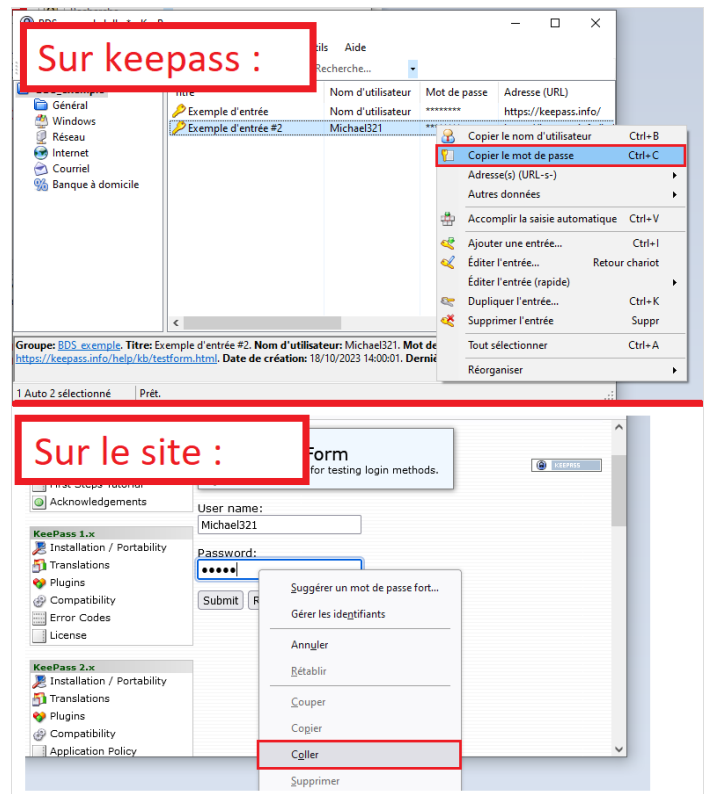 Sur keepass :
Aide
Recherche...
Nom d'utilisateur Mot de passe Adresse (URL)
Général
Exemple d'entrée Nom d'utilisateur ******** https://keepass.info/
Windows
Exemple d'entrée #2 Michael321
Réseau
Internet
Courriel
Banque à domicile
Copier le nom d'utilisateur Ctrl+B
Copier le mot de passe Ctrl+C
Adresse(s) (URL-s-)
Autres données
Accomplir la saisie automatique Ctrl+V
Ajouter une entrée... Ctrl+I
Éditer l'entrée... Retour chariot
Éditer l'entrée (rapide)
Dupliquer l'entrée... Ctrl+K
Supprimer l'entrée Suppr
Tout sélectionner Ctrl+A
Réorganiser
Groupe: BDS_exemple. Titre: Exemple d'entrée #2. Nom d'utilisateur: Michael321. Mot de
https://keepass.info/help/kb/testform.html. Date de création: 18/10/2023 14:00:01. Derniè
1 Auto 2 sélectionné Prêt.
Sur le site :
Form
for testing login methods.
KEEPASS
First Steps Tutorial
Acknowledgements
User name:
Michael321
KeePass 1.x
Installation / Portability
Translations
Plugins
Compatibility
Error Codes
License
Password:
•••••
Submit R
KeePass 2.x
Installation / Portability
Translations
Plugins
Compatibility
Application Policy
Suggérer un mot de passe fort...
Gérer les identifiants
Annuler
Rétablir
Couper
Copier
Coller
Supprimer